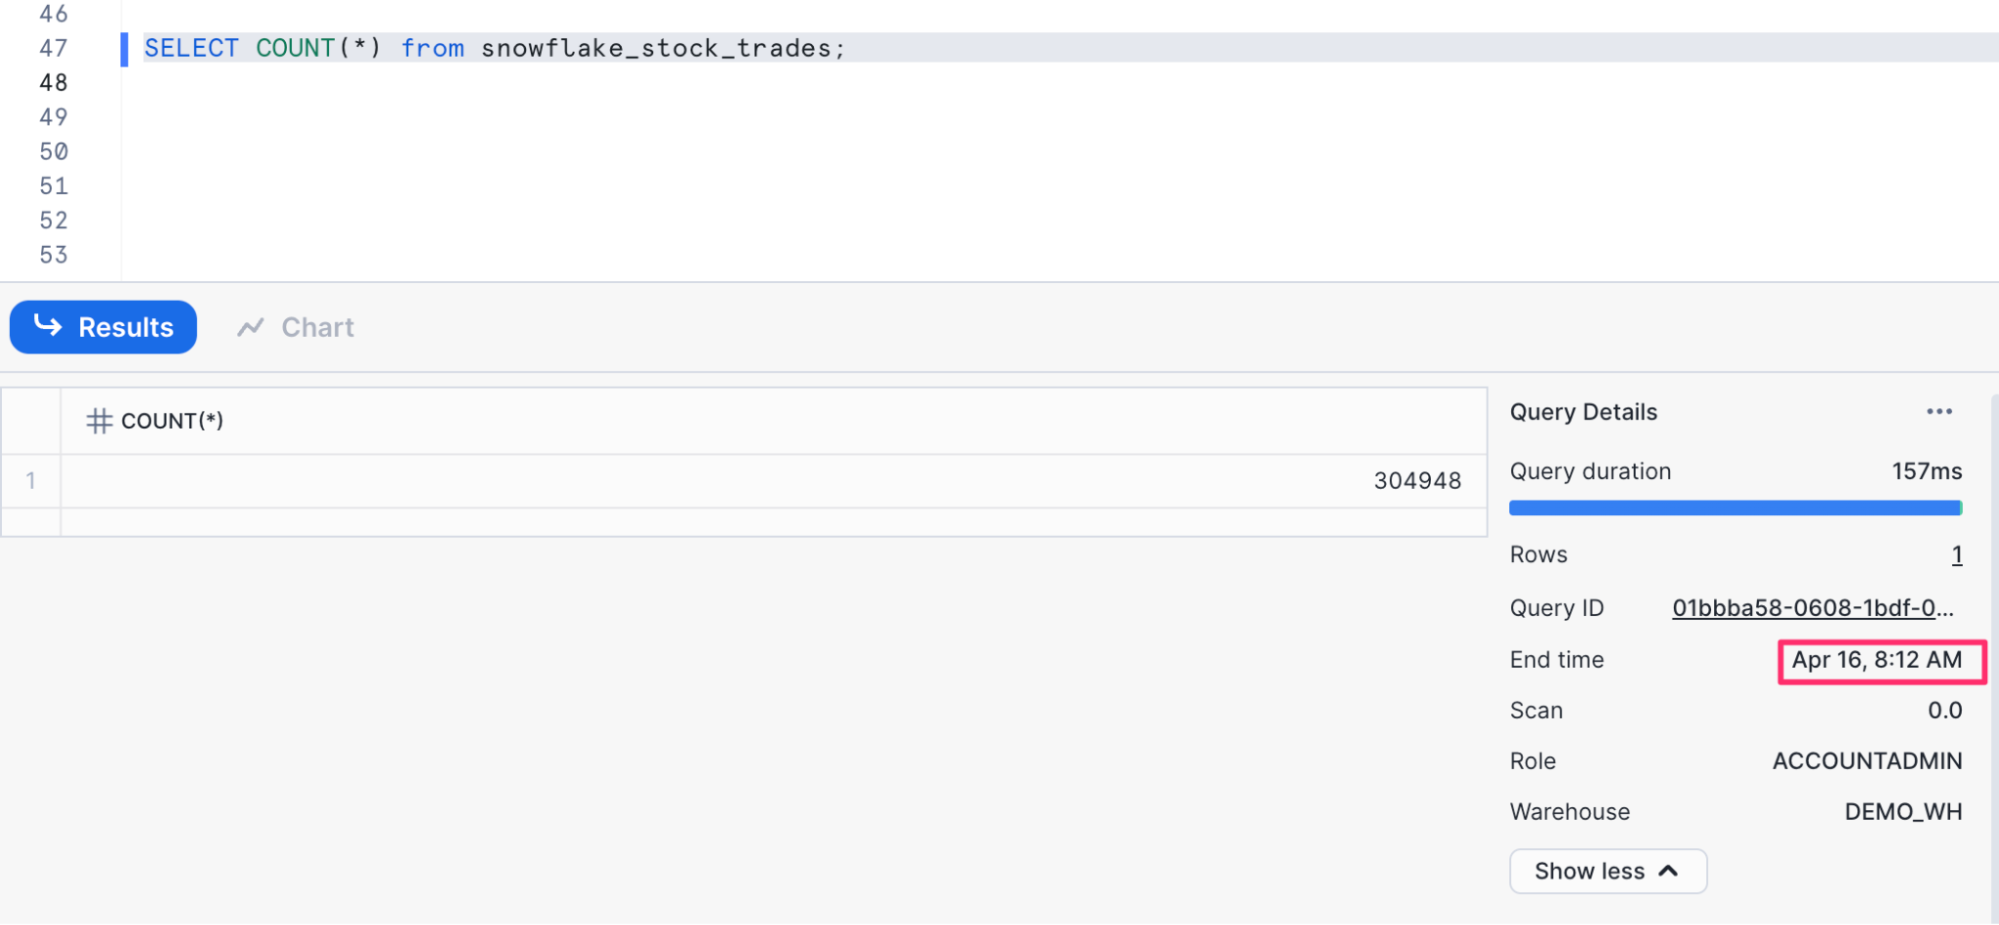 46
47 SELECT COUNT(*) from snowflake_stock_trades;
48
49
50
51
52
53
Results Chart
COUNT(*)
1 304948
Query Details ...
Query duration 157ms
Rows 1
Query ID 01bbba58-0608-1bdf-0...
End time Apr 16, 8:12 AM
Scan 0.0
Role ACCOUNTADMIN
Warehouse DEMO_WH
Show less